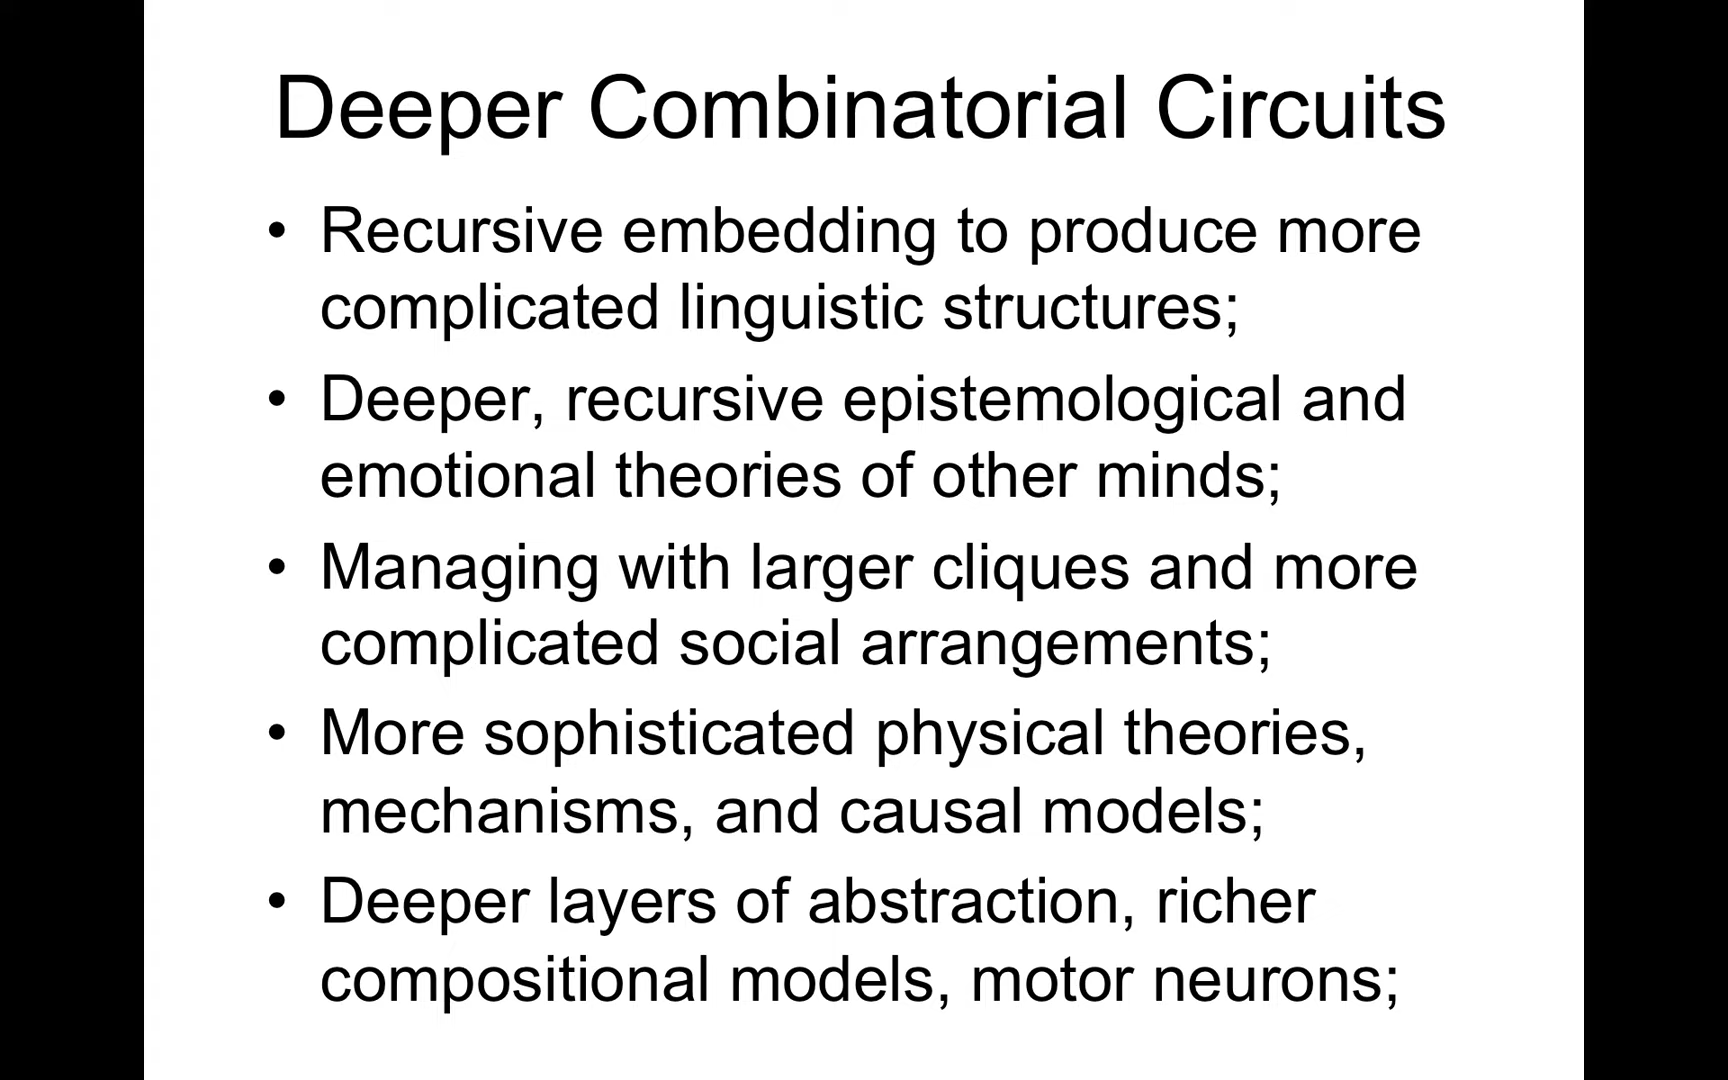 Deeper Combinatorial Circuits
• Recursive embedding to produce more
complicated linguistic structures;
• Deeper, recursive epistemological and
emotional theories of other minds;
• Managing with larger cliques and more
complicated social arrangements;
• More sophisticated physical theories,
mechanisms, and causal models;
• Deeper layers of abstraction, richer
compositional models, motor neurons;